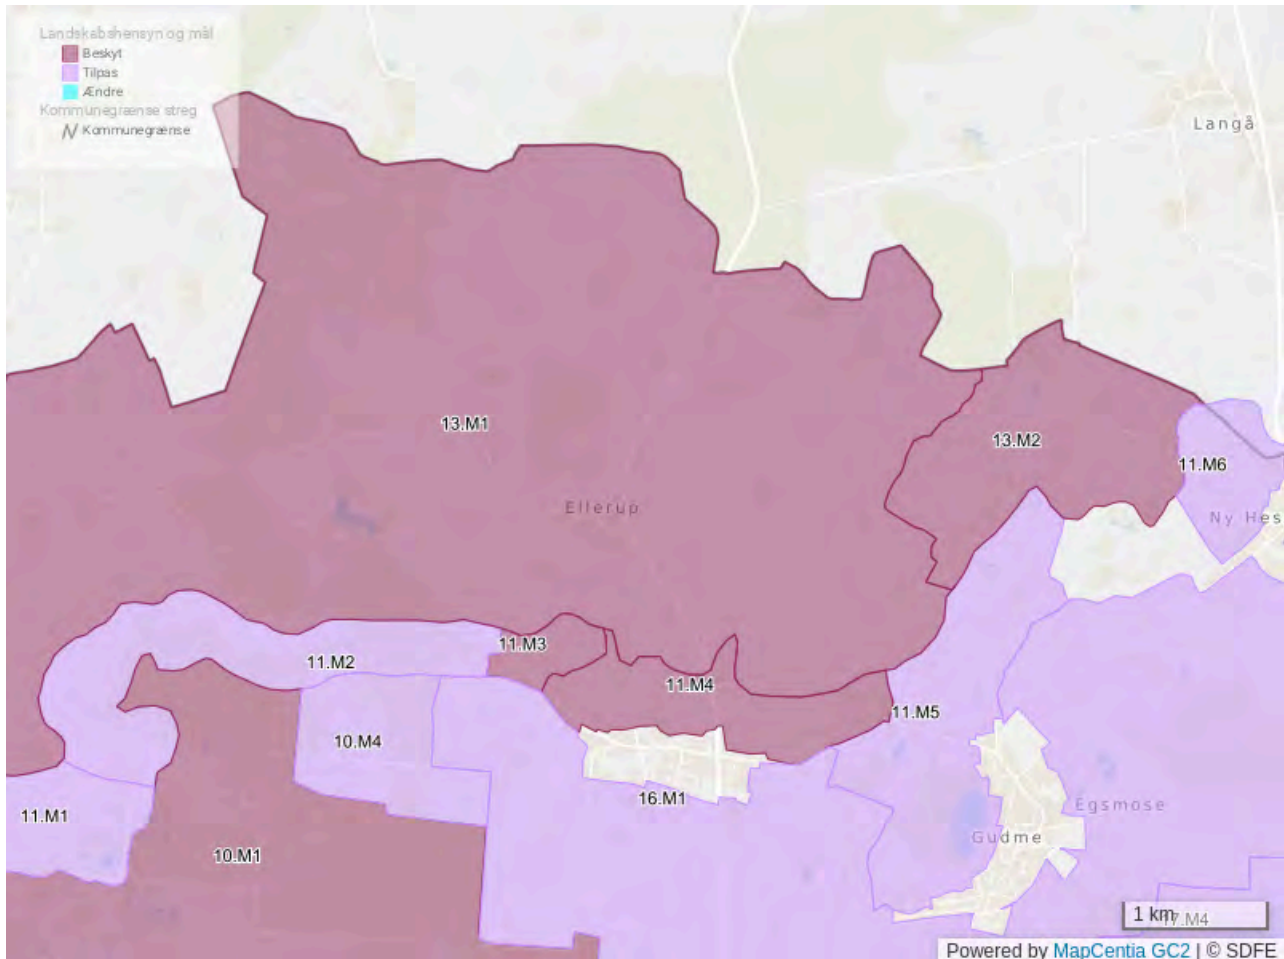 Landskabshensyn og mål
Beskyt
Tilpas
Ændre
Kommunegrænse streg
Kommunegrænse
Langå
13.M1
13.M2
11.M6
Ellerup
Ny Hes
11.M3
11.M2
11.M4
11.M5
10.M4
16.M1
11.M1
Egsmose
Gudme
10.M1
1 km
17.M4
Powered by MapCentia GC2 | © SDFE